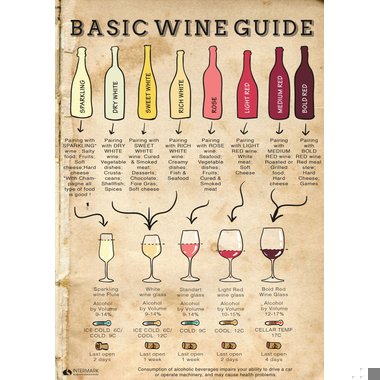 BASIC WINE GUIDE
SPARKLING
DRY WHITE
SWEET WHITE
RICH WHITE
ROSE
LIGHT RED
MEDIUM RED
BOLD RED
Pairing with
SPARKLING*
wine : Salty
food; Fruits;
Soft
cheese;Hard
cheese
*With Cham-
pagne all
type of food
is good !
Pairing
with DRY
WHITE
wine:
Vegetable
dishes;
Crusta-
ceans;
Shellfish;
Spices
Pairing with
SWEET
WHITE
wine: Cured
& Smoked
meat;
Desserts;
Chocolate;
Foie Gras;
Soft Cheese
Pairing
with RICH
WHITE
wine:
Creamy
dishes;
Fish &
Seafood
Pairing
with ROSE
wine:
Seafood;
Vegetable
dishes;
Fruits;
Cured &
Smoked
meat
Pairing with
LIGHT RED
wine:
White
meat;
Soft
Cheese
Pairing
with
MEDIUM
RED wine:
Roasted or
Grilled
food;
Hard
cheese
Pairing
with
BOLD RED
wine:
Red meat;
Hard
Cheese;
Games
Sparkling
wine Flute
White
wine glass
Standart
wine glass
Light Red
wine glass
Bold Red
Wine glass
Alcohol
by Volume
9-14%
Alcohol
by Volume
9-14%
Alcohol
by Volume
9-14%
Alcohol
by Volume
10-15%
Alcohol
by Volume
12-17%
ICE COLD: 6C/
COLD: 9C
ICE COLD: 6C/
COLD: 9C
COLD: 9C
COOL: 12C
CELLAR TEMP:
17C
Last open
2 days
Last open
1 week
Last open
1 week
Last open
2 days
Last open
4 days
INTERMARK
Consumption of alcoholic beverages impairs your ability to drive a car
or operate machinery, and may cause health problems.